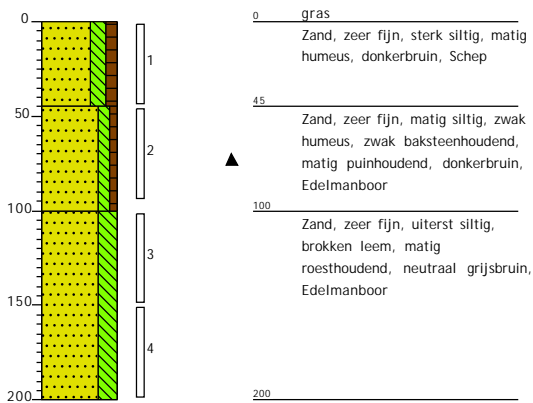 0
50
100
150
200
1
2
3
4
0
gras
Zand, zeer fijn, sterk siltig, matig
humeus, donkerbruin, Schep
45
Zand, zeer fijn, matig siltig, zwak
humeus, zwak baksteenhoudend,
matig puinhoudend, donkerbruin,
Edelmanboor
100
Zand, zeer fijn, uiterst siltig,
brokken leem, matig
roesthoudend, neutraal grijsbruin,
Edelmanboor
200